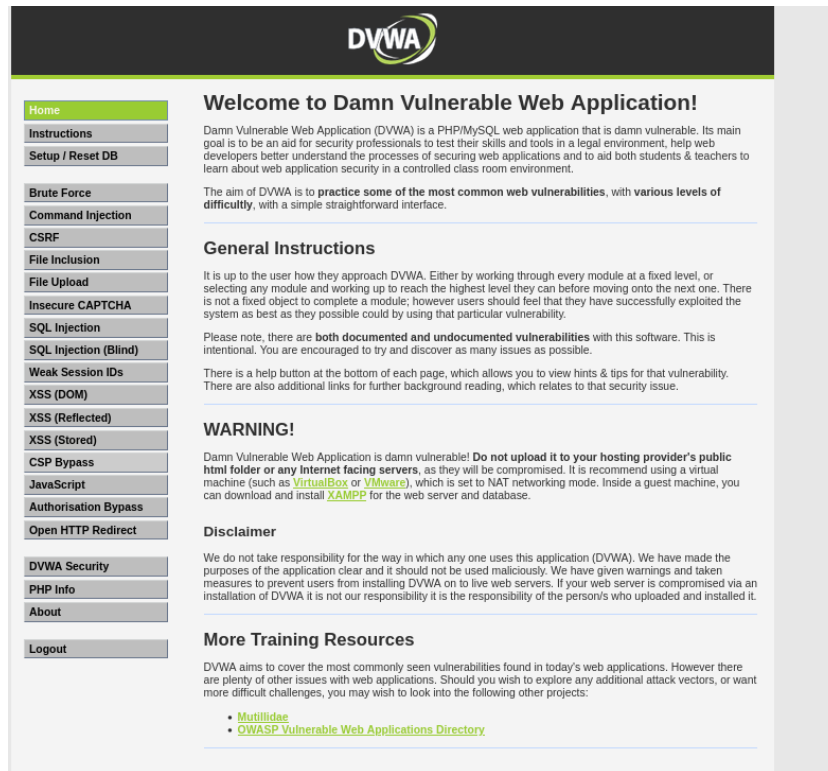 DVWA
Home
Instructions
Setup / Reset DB
Brute Force
Command Injection
CSRF
File Inclusion
File Upload
Insecure CAPTCHA
SQL Injection
SQL Injection (Blind)
Weak Session IDs
XSS (DOM)
XSS (Reflected)
XSS (Stored)
CSP Bypass
JavaScript
Authorisation Bypass
Open HTTP Redirect
DVWA Security
PHP Info
About
Logout
Welcome to Damn Vulnerable Web Application!
Damn Vulnerable Web Application (DVWA) is a PHP/MySQL web application that is damn vulnerable. Its main
goal is to be an aid for security professionals to test their skills and tools in a legal environment, help web
developers better understand the processes of securing web applications and to aid both students & teachers to
learn about web application security in a controlled class room environment.
The aim of DVWA is to practice some of the most common web vulnerabilities, with various levels of
difficultly, with a simple straightforward interface.
General Instructions
It is up to the user how they approach DVWA. Either by working through every module at a fixed level, or
selecting any module and working up to reach the highest level they can before moving onto the next one. There
is not a fixed object to complete a module; however users should feel that they have successfully exploited the
system as best as they possible could by using that particular vulnerability.
Please note, there are both documented and undocumented vulnerabilities with this software. This is
intentional. You are encouraged to try and discover as many issues as possible.
There is a help button at the bottom of each page, which allows you to view hints & tips for that vulnerability.
There are also additional links for further background reading, which relates to that security issue.
WARNING!
Damn Vulnerable Web Application is damn vulnerable! Do not upload it to your hosting provider's public
html folder or any Internet facing servers, as they will be compromised. It is recommend using a virtual
machine (such as VirtualBox or VMware), which is set to NAT networking mode. Inside a guest machine, you
can download and install XAMPP for the web server and database.
Disclaimer
We do not take responsibility for the way in which any one uses this application (DVWA). We have made the
purposes of the application clear and it should not be used maliciously. We have given warnings and taken
measures to prevent users from installing DVWA on to live web servers. If your web server is compromised via an
installation of DVWA it is not our responsibility it is the responsibility of the person/s who uploaded and installed it.
More Training Resources
DVWA aims to cover the most commonly seen vulnerabilities found in today's web applications. However there
are plenty of other issues with web applications. Should you wish to explore any additional attack vectors, or want
more difficult challenges, you may wish to look into the following other projects:
• Mutillidae
• OWASP Vulnerable Web Applications Directory